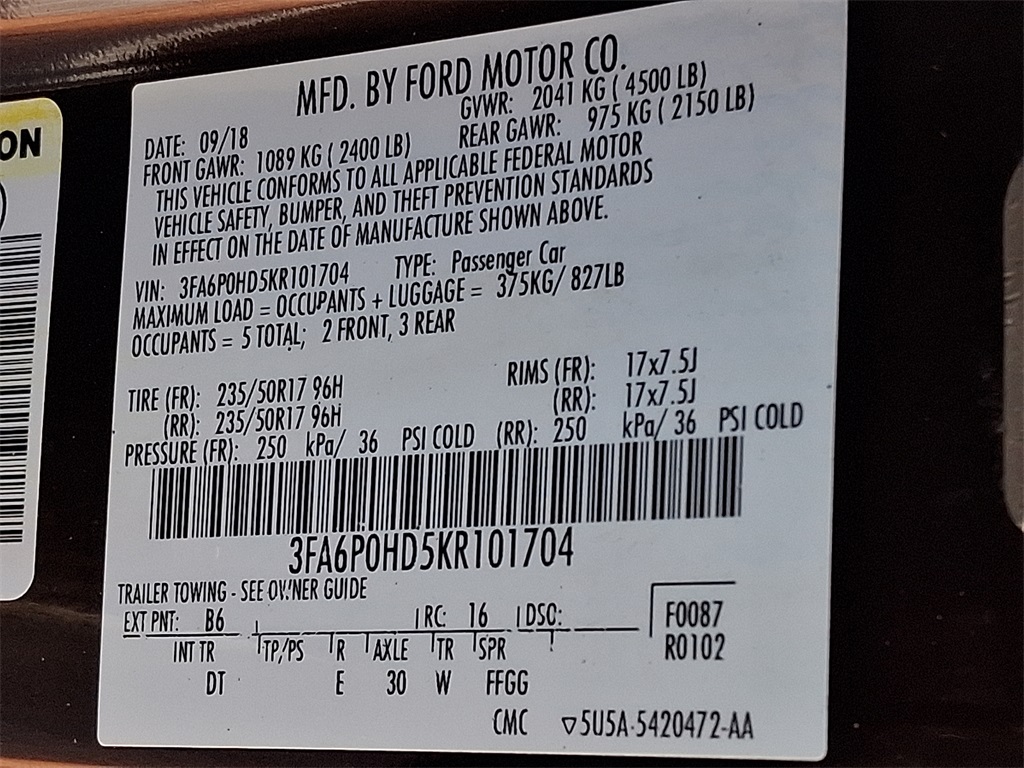 ON
MFD. BY FORD MOTOR CO.
DATE: 09/18 GVWR: 2041 KG ( 4500 LB)
FRONT GAWR: 1089 KG ( 2400 LB) REAR GAWR: 975 KG ( 2150 LB)
THIS VEHICLE CONFORMS TO ALL APPLICABLE FEDERAL MOTOR
VEHICLE SAFETY, BUMPER, AND THEFT PREVENTION STANDARDS
IN EFFECT ON THE DATE OF MANUFACTURE SHOWN ABOVE.
VIN: 3FA6P0HD5KR101704 TYPE: Passenger Car
MAXIMUM LOAD = OCCUPANTS + LUGGAGE = 375KG/ 827LB
OCCUPANTS = 5 TOTAL; 2 FRONT, 3 REAR
TIRE (FR): 235/50R17 96H RIMS (FR): 17x7.5J
(RR): 235/50R17 96H (RR): 17x7.5J
PRESSURE (FR): 250 kPa/ 36 PSI COLD (RR): 250 kPa/ 36 PSI COLD
3FA6P0HD5KR101704
TRAILER TOWING - SEE OWNER GUIDE
EXT PNT: B6 RC: 16 DSO: F0087
INT TR TP/PS R AXLE TR SPR R0102
DT E 30 W FFGG
CMC ▽5U5A-5420472-AA